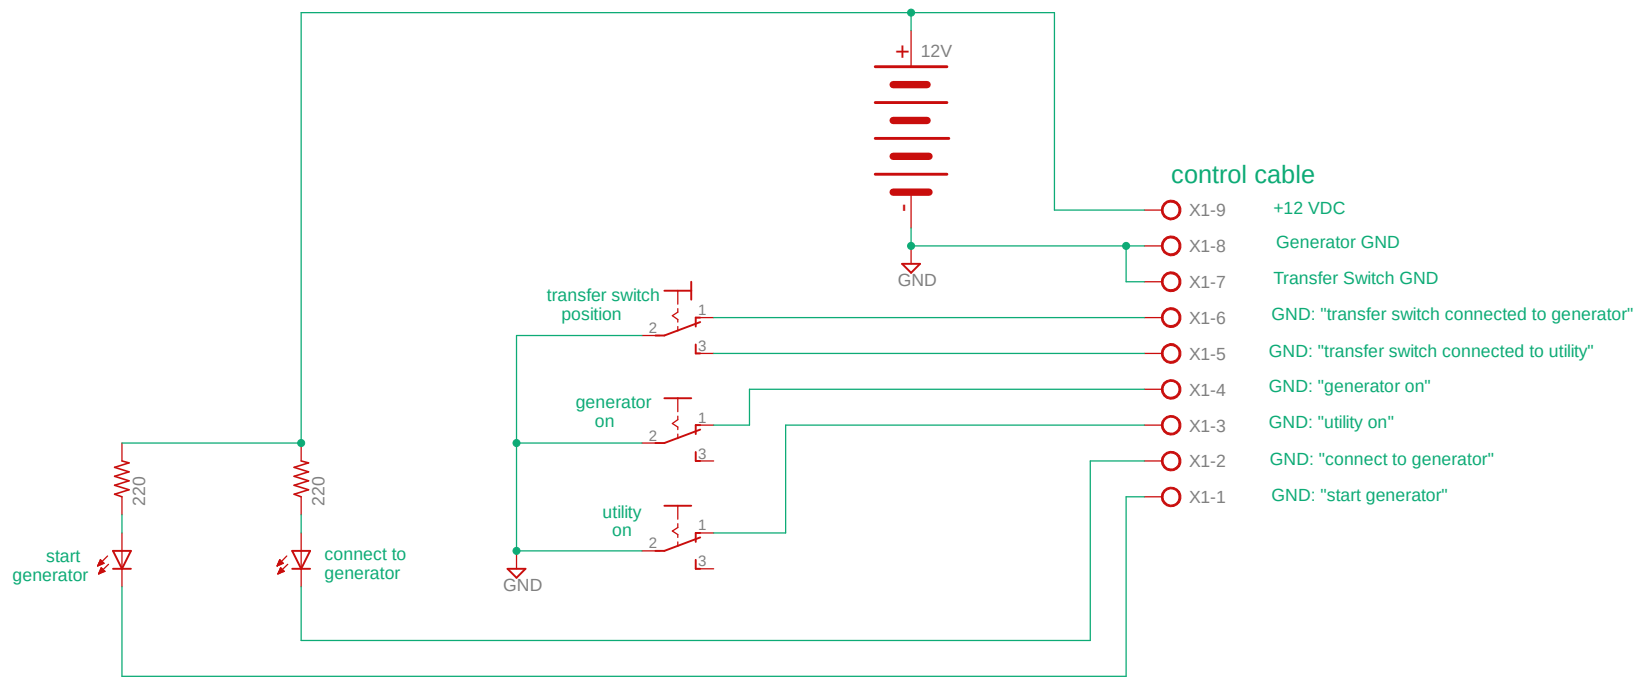 + 12V
-
GND
control cable
X1-9 +12 VDC
X1-8 Generator GND
X1-7 Transfer Switch GND
X1-6 GND: "transfer switch connected to generator"
X1-5 GND: "transfer switch connected to utility"
X1-4 GND: "generator on"
X1-3 GND: "utility on"
X1-2 GND: "connect to generator"
X1-1 GND: "start generator"
transfer switch
position
2
1
3
generator
on
2
1
3
utility
on
2
1
3
GND
220
220
start
generator
connect to
generator